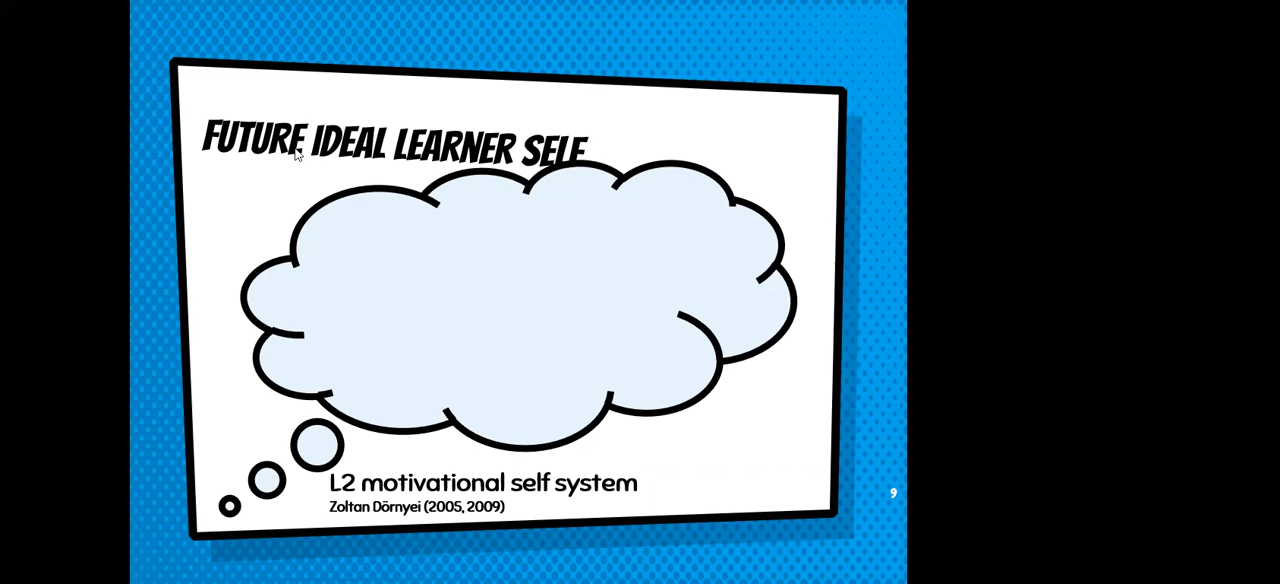 FUTURE IDEAL LEARNER SELF
L2 motivational self system
Zoltan Dörnyei (2005, 2009)
9